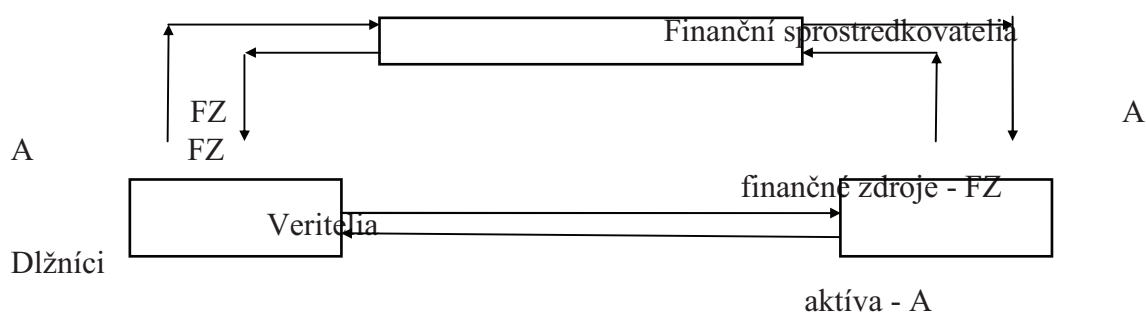 Finanční sprostredkovatelia
FZ A
A FZ
finančné zdroje - FZ
Veritelia
Dlžníci
aktíva - A